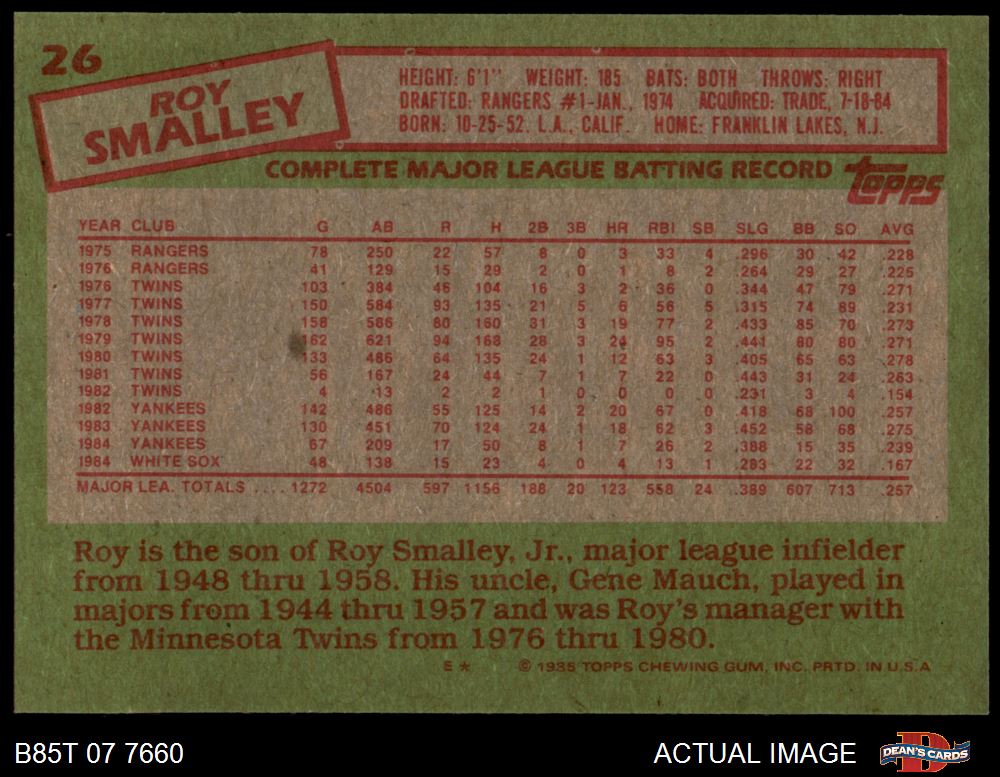 26
ROY
SMALLEY
HEIGHT: 6'1" WEIGHT: 185 BATS: BOTH THROWS: RIGHT
DRAFTED: RANGERS #1-JAN., 1974 ACQUIRED: TRADE, 7-18-84
BORN: 10-25-52, L.A., CALIF. HOME: FRANKLIN LAKES, N.J.
COMPLETE MAJOR LEAGUE BATTING RECORD topps
YEAR CLUB G AB R H 2B 3B HR RBI SB SLG BB SO AVG
1975 RANGERS 78 250 22 57 8 0 3 33 4 .296 30 42 .228
1976 RANGERS 41 129 15 29 2 0 1 8 2 .264 29 27 .225
1976 TWINS 103 384 46 104 16 3 2 36 0 .344 47 79 .271
1977 TWINS 150 584 93 135 21 5 6 56 5 .315 74 89 .231
1978 TWINS 158 586 80 160 31 3 19 77 2 .433 85 70 .273
1979 TWINS 162 621 94 168 28 3 24 95 2 .441 80 80 .271
1980 TWINS 133 486 64 135 24 1 12 63 3 .405 65 63 .278
1981 TWINS 56 167 24 44 7 1 7 22 0 .443 31 24 .263
1982 TWINS 4 13 2 2 1 0 0 0 0 .231 3 4 .154
1982 YANKEES 142 486 55 125 14 2 20 67 0 .418 68 100 .257
1983 YANKEES 130 451 70 124 24 1 18 62 3 .452 58 68 .275
1984 YANKEES 67 209 17 50 8 1 7 26 2 .388 15 35 .239
1984 WHITE SOX 48 138 15 23 4 0 4 13 1 .283 22 32 .167
MAJOR LEA. TOTALS .... 1272 4504 597 1156 188 20 123 558 24 .389 607 713 .257
Roy is the son of Roy Smalley, Jr., major league infielder
from 1948 thru 1958. His uncle, Gene Mauch, played in
majors from 1944 thru 1957 and was Roy's manager with
the Minnesota Twins from 1976 thru 1980.
E * © 1985 TOPPS CHEWING GUM, INC. PRTD. IN U.S.A
B85T 07 7660 ACTUAL IMAGE DEAN'S CARDS